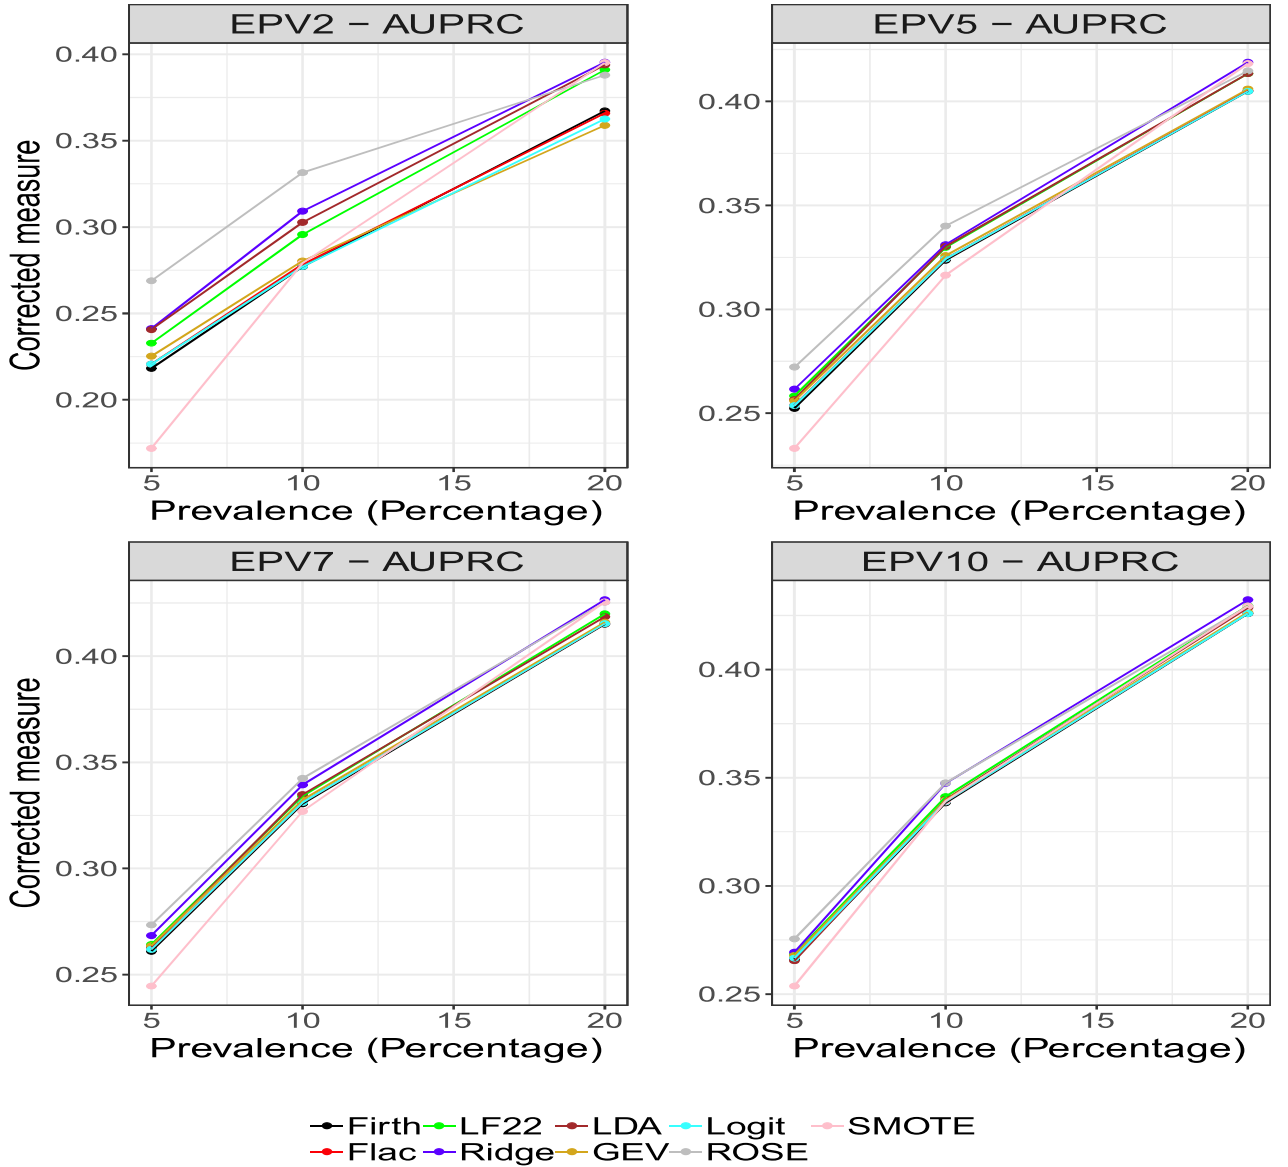 EPV2 − AUPRC
0.40
0.35
0.30
0.25
0.20
Corrected measure
5 10 15 20
Prevalence (Percentage)
EPV5 − AUPRC
0.40
0.35
0.30
0.25
5 10 15 20
Prevalence (Percentage)
EPV7 − AUPRC
0.40
0.35
0.30
0.25
Corrected measure
5 10 15 20
Prevalence (Percentage)
EPV10 − AUPRC
0.40
0.35
0.30
0.25
5 10 15 20
Prevalence (Percentage)
Firth LF22 LDA Logit SMOTE
Flac Ridge GEV ROSE